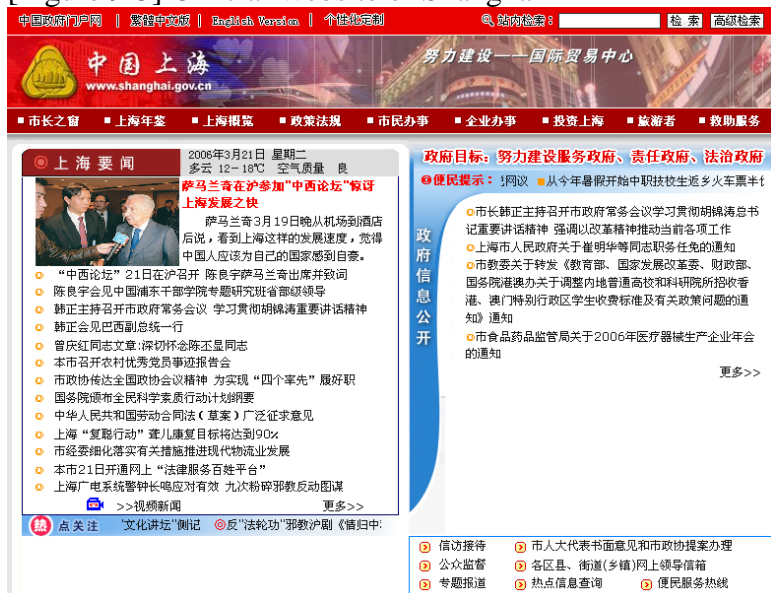 中国政府门户网 | 繁體中文版 | English Version | 个性化定制 站内检索: 检 索 高级检索
中国上海
www.shanghai.gov.cn
努力建设——国际贸易中心
市长之窗 上海年鉴 上海概览 政策法规 市民办事 企业办事 投资上海 旅游者 救助服务
上海要闻
2006年3月21日 星期二
多云 12－18℃ 空气质量 良
萨马兰奇在沪参加"中西论坛"惊讶
上海发展之快
萨马兰奇3月19日晚从机场到酒店
后说，看到上海这样的发展速度，觉得
中国人应该为自己的国家感到自豪。
“中西论坛”21日在沪召开 陈良宇萨马兰奇出席并致词
陈良宇会见中国浦东干部学院专题研究班省部级领导
韩正主持召开市政府常务会议 学习贯彻胡锦涛重要讲话精神
韩正会见巴西副总统一行
曾庆红同志文章:深切怀念陈丕显同志
本市召开农村优秀党员事迹报告会
市政协传达全国政协会议精神 为实现“四个率先”履好职
国务院颁布全民科学素质行动计划纲要
中华人民共和国劳动合同法(草案)广泛征求意见
上海“复聪行动”聋儿康复目标将达到90%
市经委细化落实有关措施推进现代物流业发展
本市21日开通网上“法律服务百姓平台”
上海广电系统警钟长鸣应对有效 九次粉碎邪教反动图谋
>>视频新闻 更多>>
热点关注 "文化讲坛"侧记 ◎反"法轮功"邪教沪剧《情归中
政府目标：努力建设服务政府、责任政府、法治政府
便民提示： 网议 ■从今年暑假开始中职技校生返乡火车票半
政府信息公开
市长韩正主持召开市政府常务会议学习贯彻胡锦涛总书
记重要讲话精神 强调以改革精神推动当前各项工作
上海市人民政府关于崔明华等同志职务任免的通知
市教委关于转发《教育部、国家发展改革委、财政部、
国务院港澳办关于调整内地普通高校和科研院所招收香
港、澳门特别行政区学生收费标准及有关政策问题的通
知》通知
市食品药品监管局关于2006年医疗器械生产企业年会
的通知
更多>>
信访接待 市人大代表书面意见和市政协提案办理
公众监督 各区县、街道(乡镇)网上领导信箱
专题报道 热点信息查询 便民服务热线